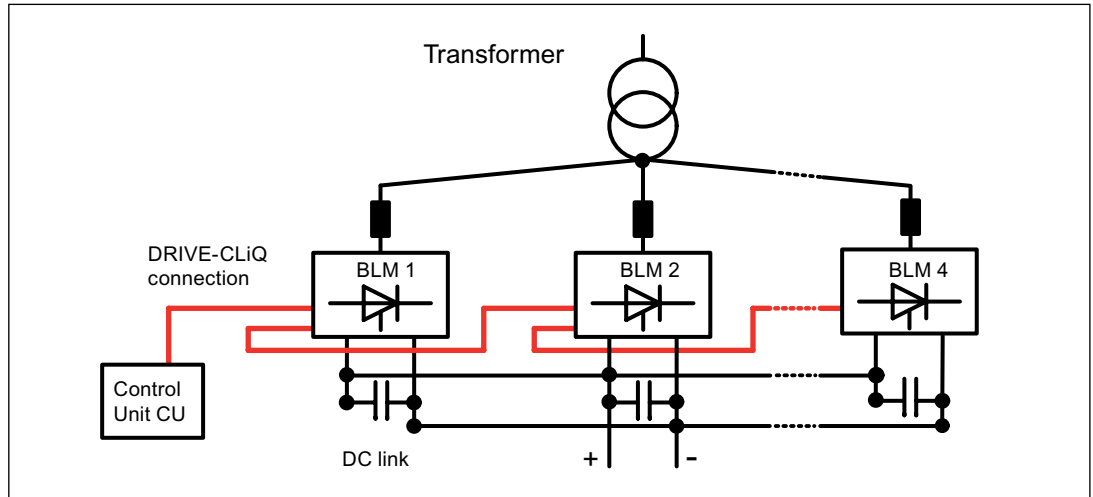 Transformer
DRIVE-CLiQ
connection
BLM 1
BLM 2
BLM 4
Control
Unit CU
DC link
+
-